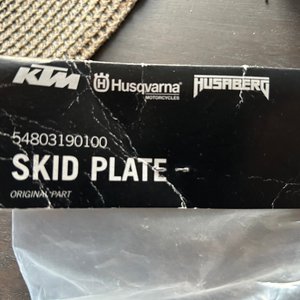 KTM Husqvarna HUSABERG
MOTORCYCLES
54803190100
SKID PLATE -
ORIGINAL PART